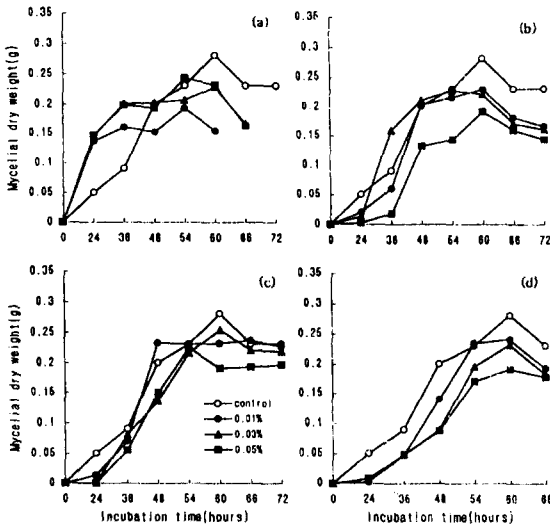 (a)
Mycelial dry weight(g)
0.35
0.3
0.25
0.2
0.15
0.1
0.05
0
0 24 36 48 54 60 66 72
(b)
0.35
0.3
0.25
0.2
0.15
0.1
0.05
0
0 24 36 48 54 60 66 72
(c)
Mycelial dry weight(g)
0.35
0.3
0.25
0.2
0.15
0.1
0.05
0
control
0.01%
0.03%
0.05%
0 24 36 48 54 60 66 72
Incubation time(hours)
(d)
0.35
0.3
0.25
0.2
0.15
0.1
0.05
0
0 24 36 48 54 60 66
Incubation time(hours)